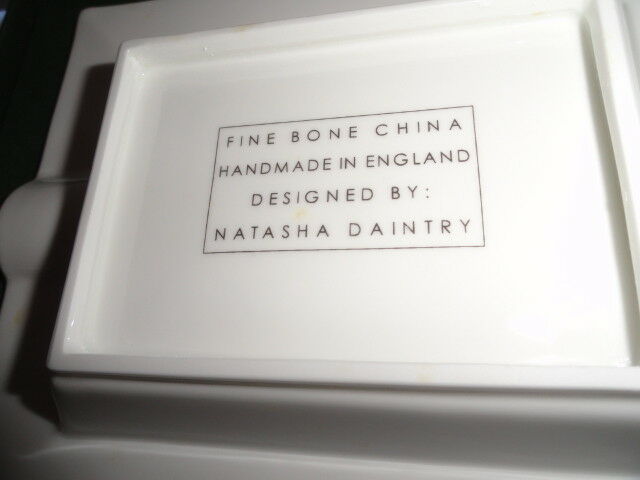 FINE BONE CHINA
HANDMADE IN ENGLAND
DESIGNED BY:
NATASHA DAINTRY